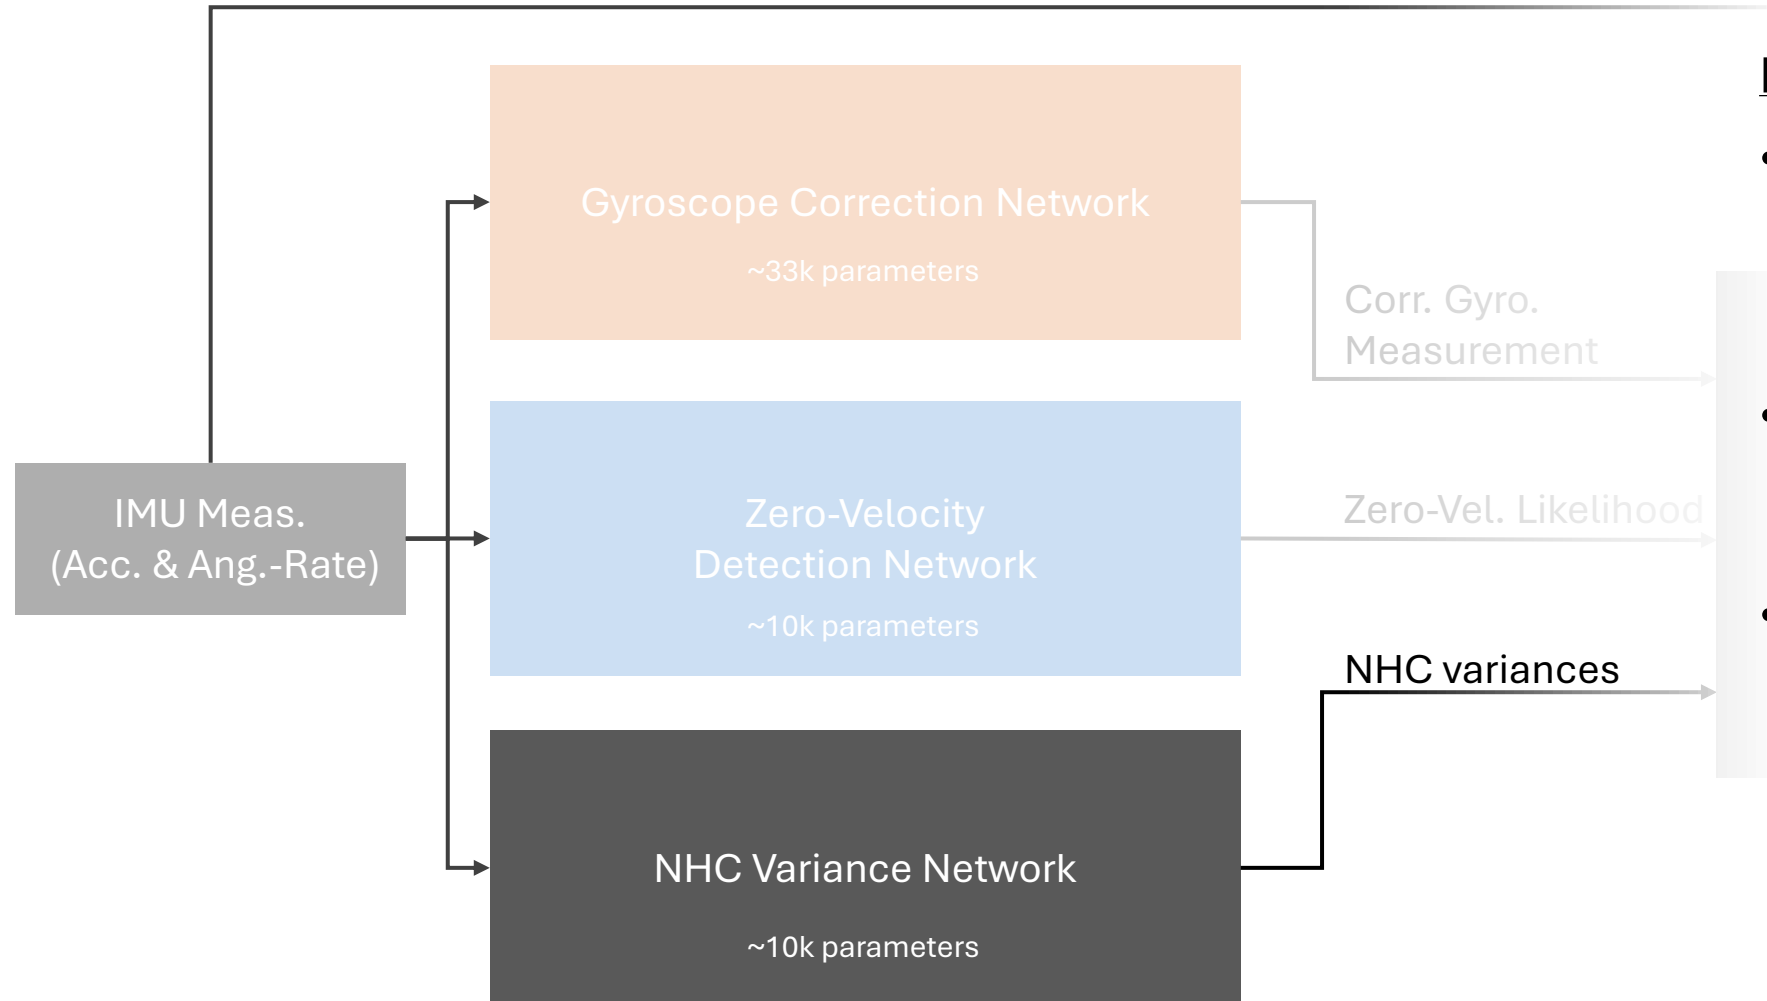 Gyroscope Correction Network
~33k parameters
Corr. Gyro.
Measurement
IMU Meas.
(Acc. & Ang.-Rate)
Zero-Velocity
Detection Network
~10k parameters
Zero-Vel. Likelihood
NHC variances
NHC Variance Network
~10k parameters